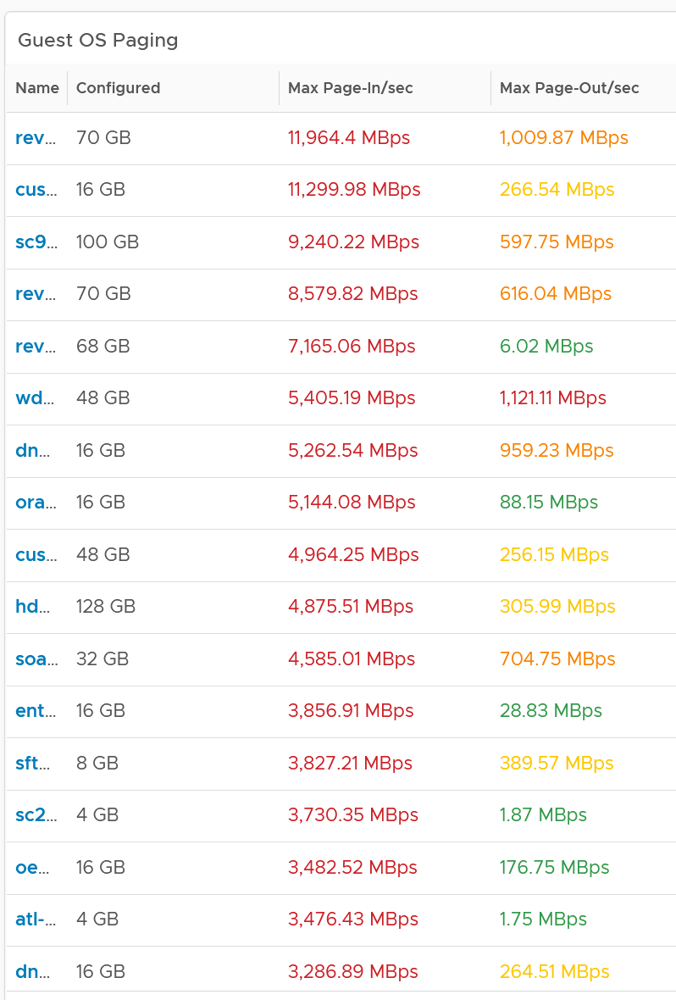 Guest OS Paging
Name Configured Max Page-In/sec Max Page-Out/sec
rev... 70 GB 11,964.4 MBps 1,009.87 MBps
cus... 16 GB 11,299.98 MBps 266.54 MBps
sc9... 100 GB 9,240.22 MBps 597.75 MBps
rev... 70 GB 8,579.82 MBps 616.04 MBps
rev... 68 GB 7,165.06 MBps 6.02 MBps
wd... 48 GB 5,405.19 MBps 1,121.11 MBps
dn... 16 GB 5,262.54 MBps 959.23 MBps
ora... 16 GB 5,144.08 MBps 88.15 MBps
cus... 48 GB 4,964.25 MBps 256.15 MBps
hd... 128 GB 4,875.51 MBps 305.99 MBps
soa... 32 GB 4,585.01 MBps 704.75 MBps
ent... 16 GB 3,856.91 MBps 28.83 MBps
sft... 8 GB 3,827.21 MBps 389.57 MBps
sc2... 4 GB 3,730.35 MBps 1.87 MBps
oe... 16 GB 3,482.52 MBps 176.75 MBps
atl-... 4 GB 3,476.43 MBps 1.75 MBps
dn... 16 GB 3,286.89 MBps 264.51 MBps